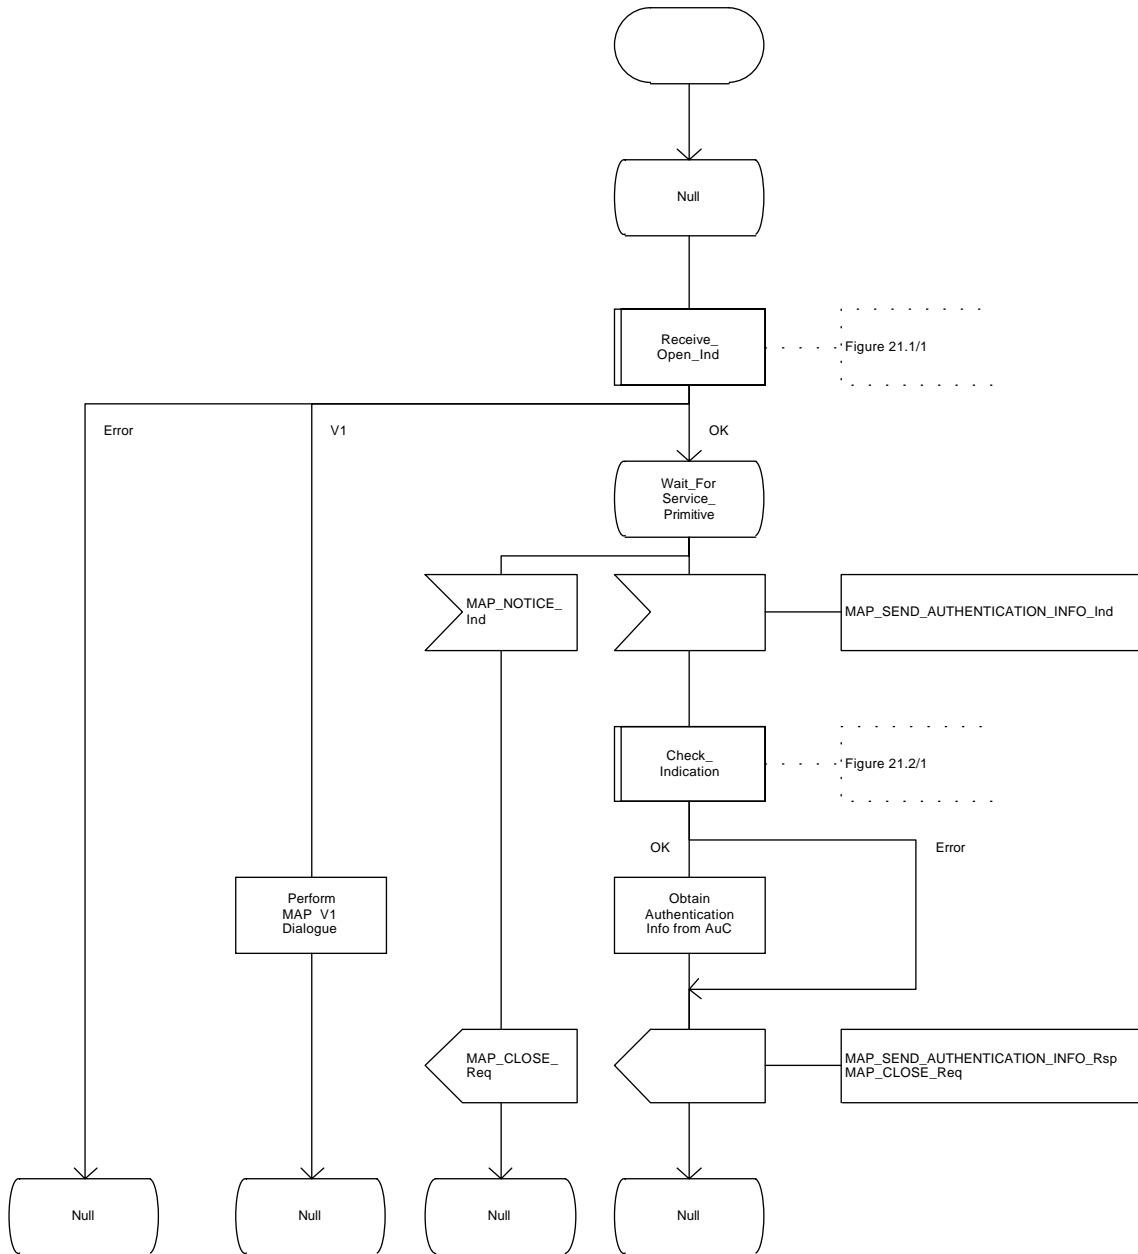 Null
Receive_
Open_Ind
Figure 21.1/1
Error
V1
OK
Wait_For
Service_
Primitive
MAP_NOTICE_
Ind
MAP_SEND_AUTHENTICATION_INFO_Ind
Check_
Indication
Figure 21.2/1
OK
Error
Perform
MAP V1
Dialogue
Obtain
Authentication
Info from AuC
MAP_CLOSE_
Req
MAP_SEND_AUTHENTICATION_INFO_Rsp
MAP_CLOSE_Req
Null
Null
Null
Null